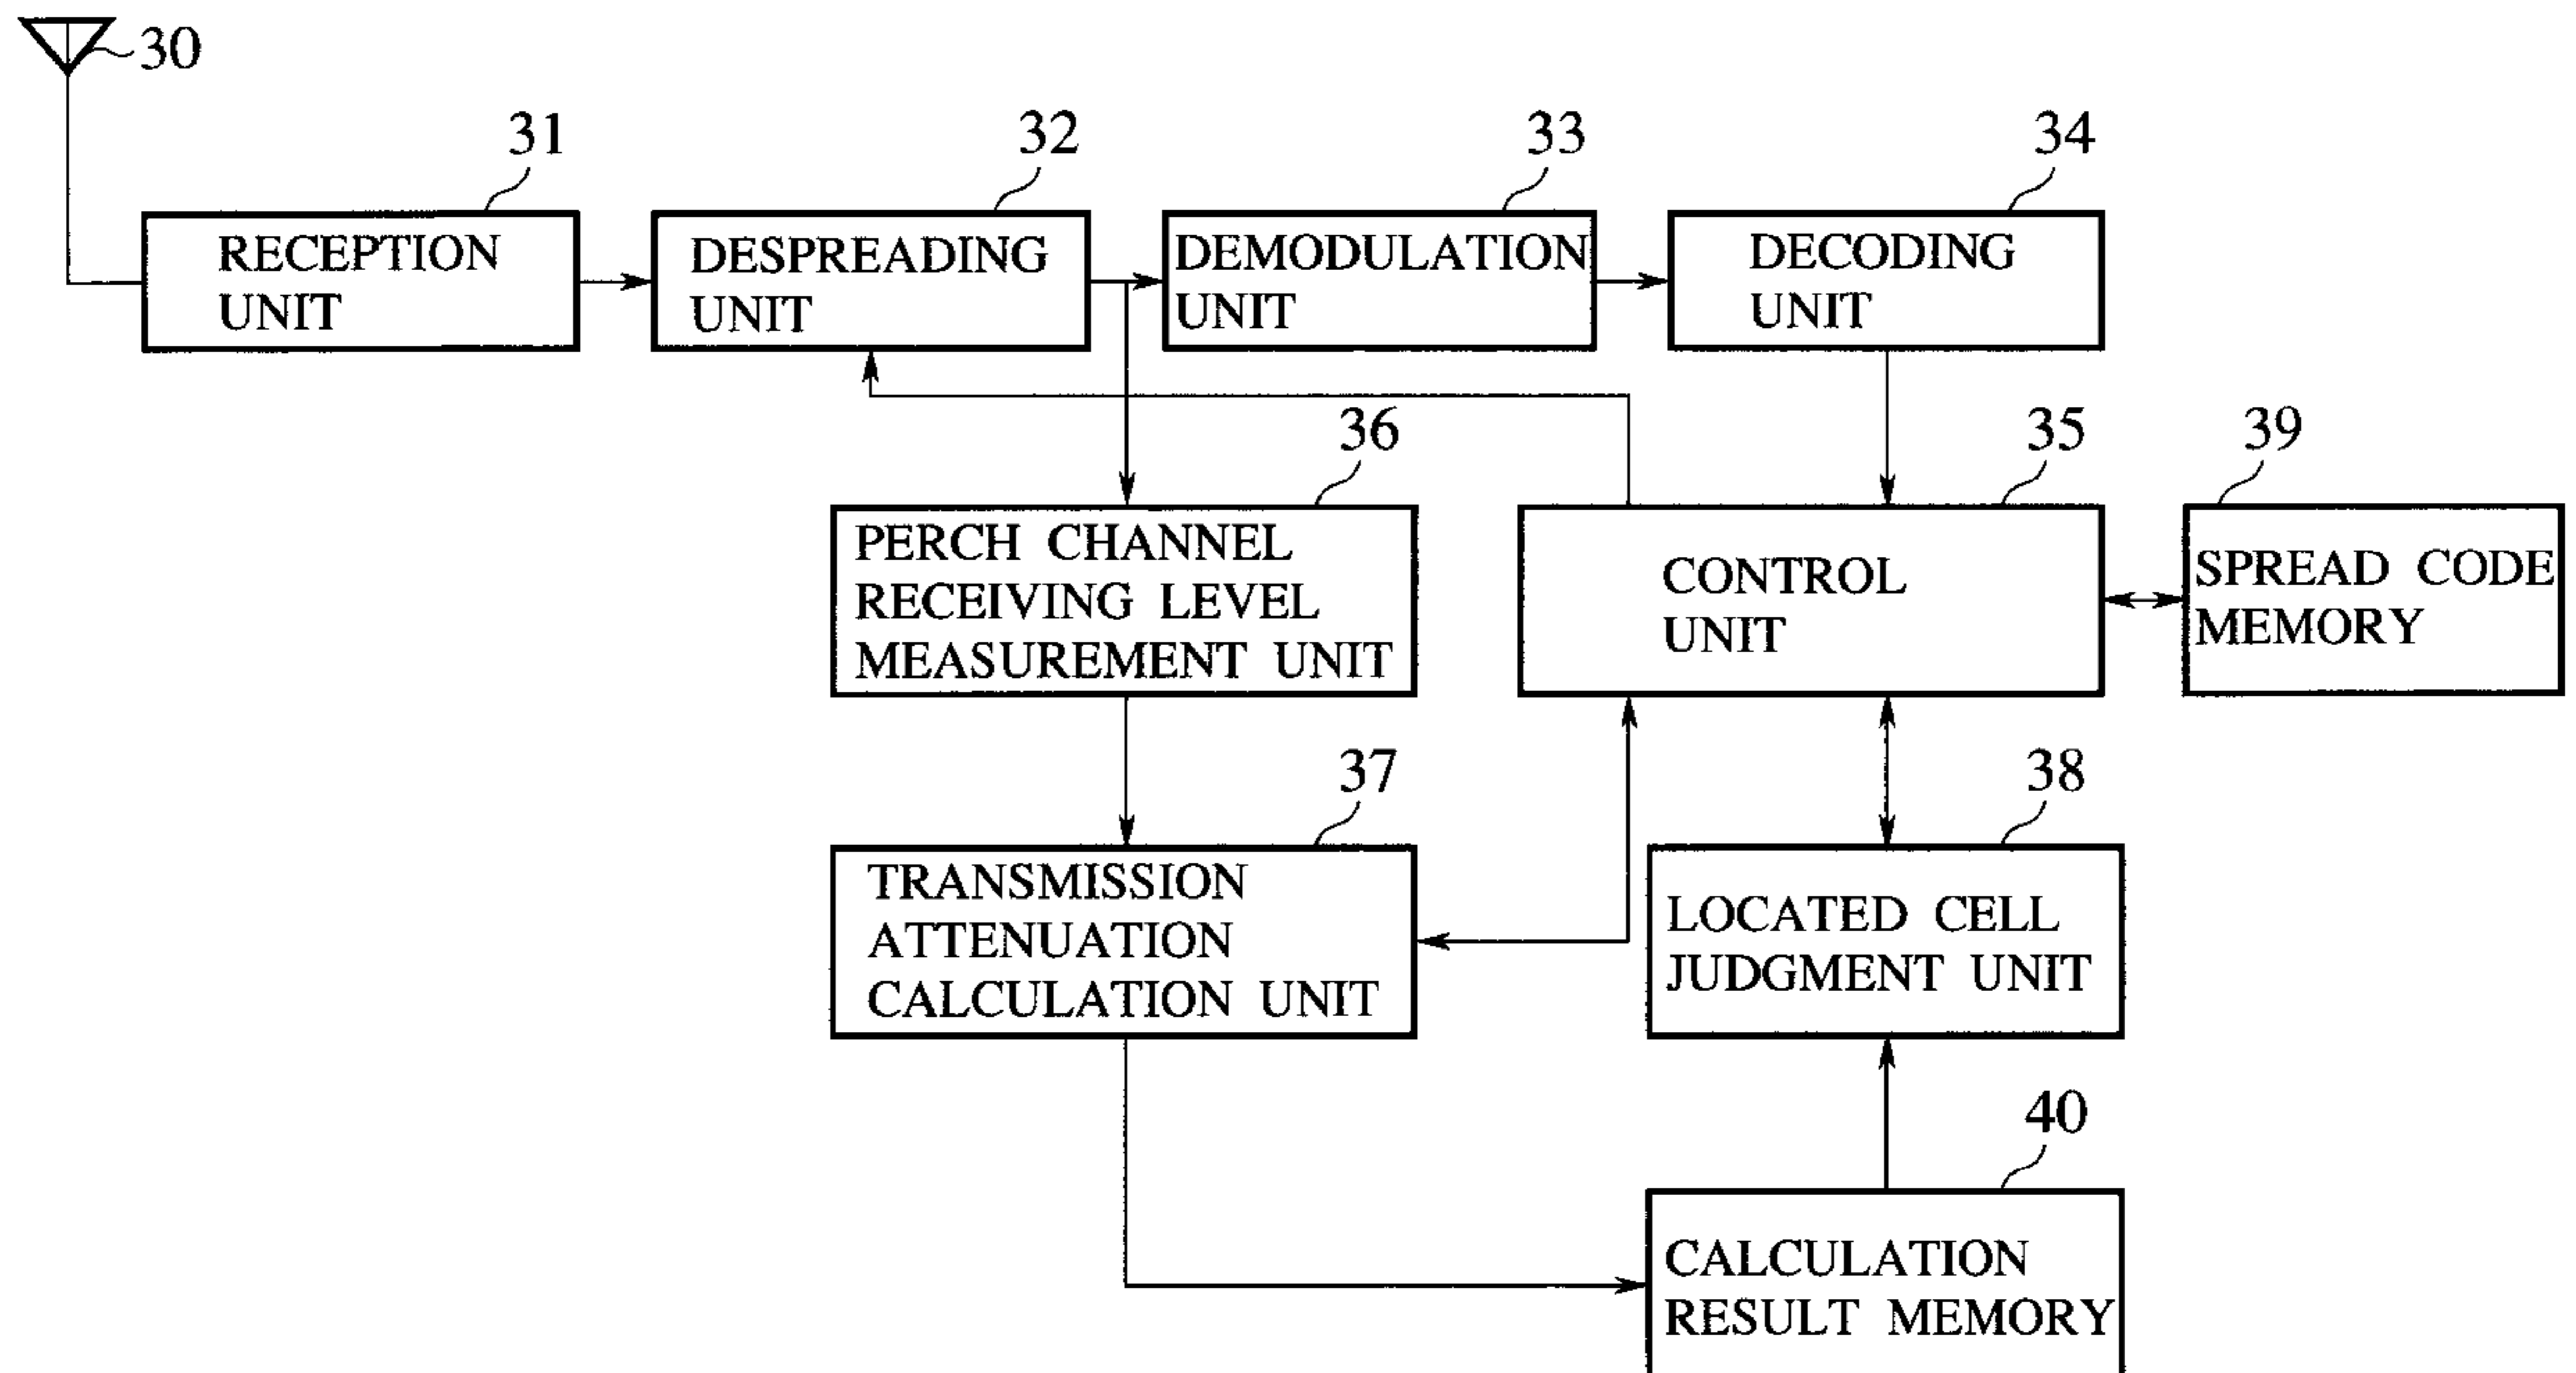 30
31
32
33
34
RECEPTION
UNIT
DESPREADING
UNIT
DEMODULATION
UNIT
DECODING
UNIT
36
35
39
PERCH CHANNEL
RECEIVING LEVEL
MEASUREMENT UNIT
CONTROL
UNIT
SPREAD CODE
MEMORY
37
38
TRANSMISSION
ATTENUATION
CALCULATION UNIT
LOCATED CELL
JUDGMENT UNIT
40
CALCULATION
RESULT MEMORY